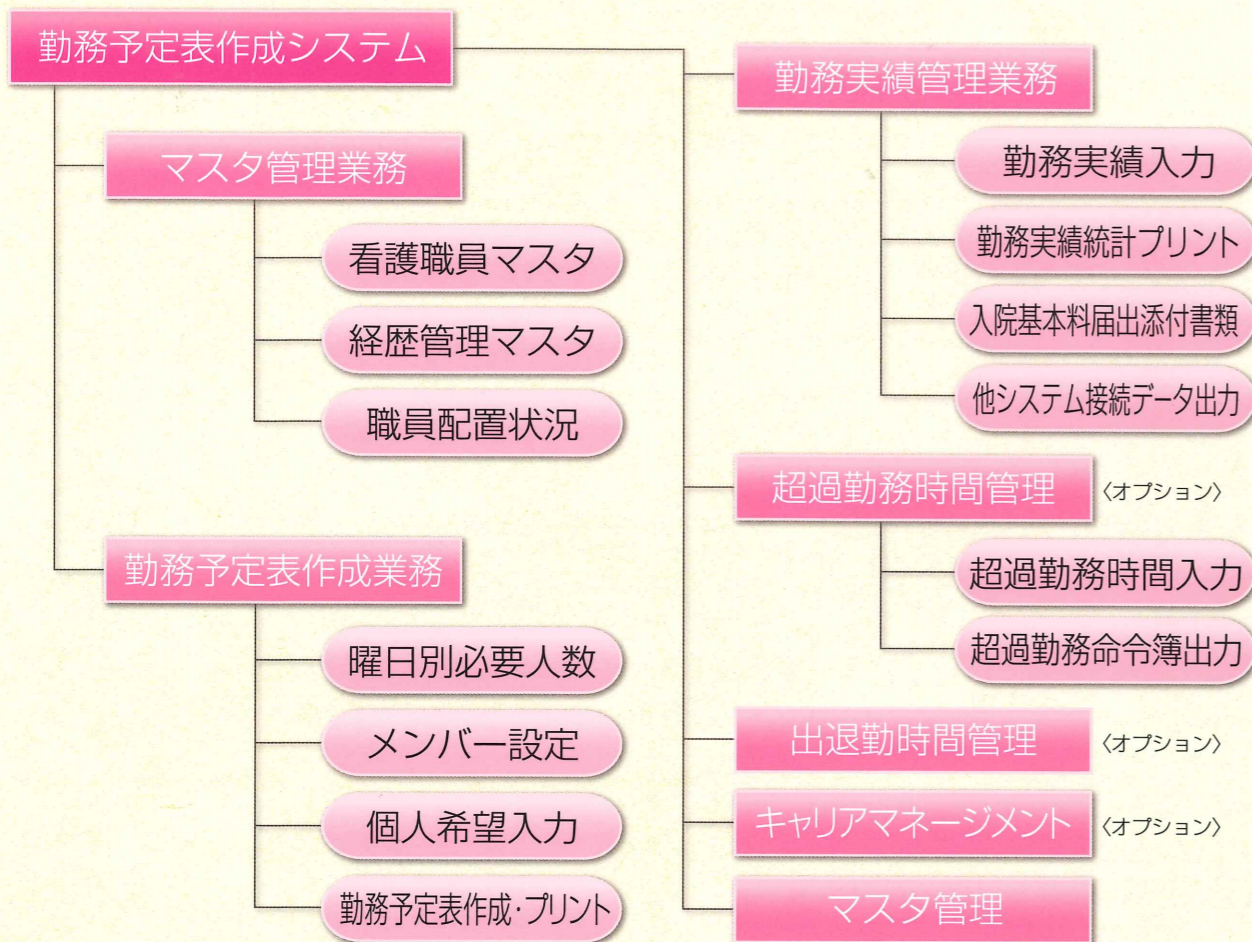 勤務予定表作成システム
マスタ管理業務
看護職員マスタ
経歴管理マスタ
職員配置状況
勤務予定表作成業務
曜日別必要人数
メンバー設定
個人希望入力
勤務予定表作成・プリント
勤務実績管理業務
勤務実績入力
勤務実績統計プリント
入院基本料届出添付書類
他システム接続データ出力
超過勤務時間管理 〈オプション〉
超過勤務時間入力
超過勤務命令簿出力
出退勤時間管理 〈オプション〉
キャリアマネージメント 〈オプション〉
マスタ管理